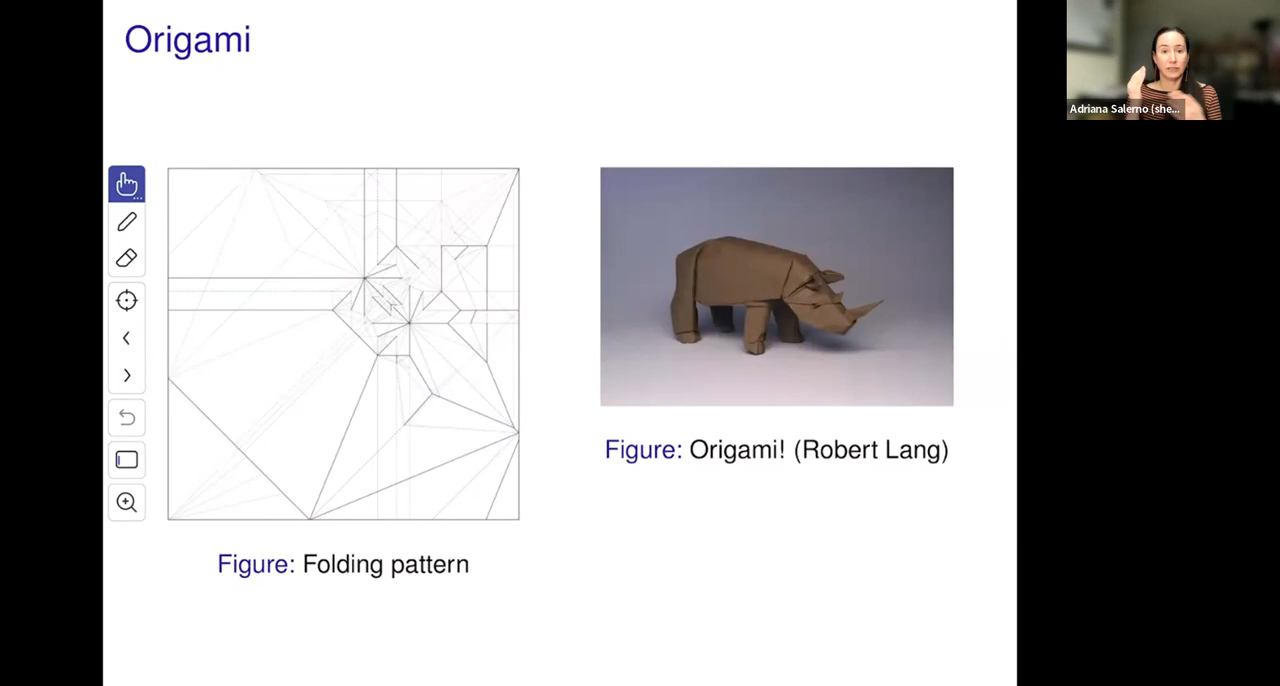 Origami
Adriana Salerno (she...
Figure: Origami! (Robert Lang)
Figure: Folding pattern